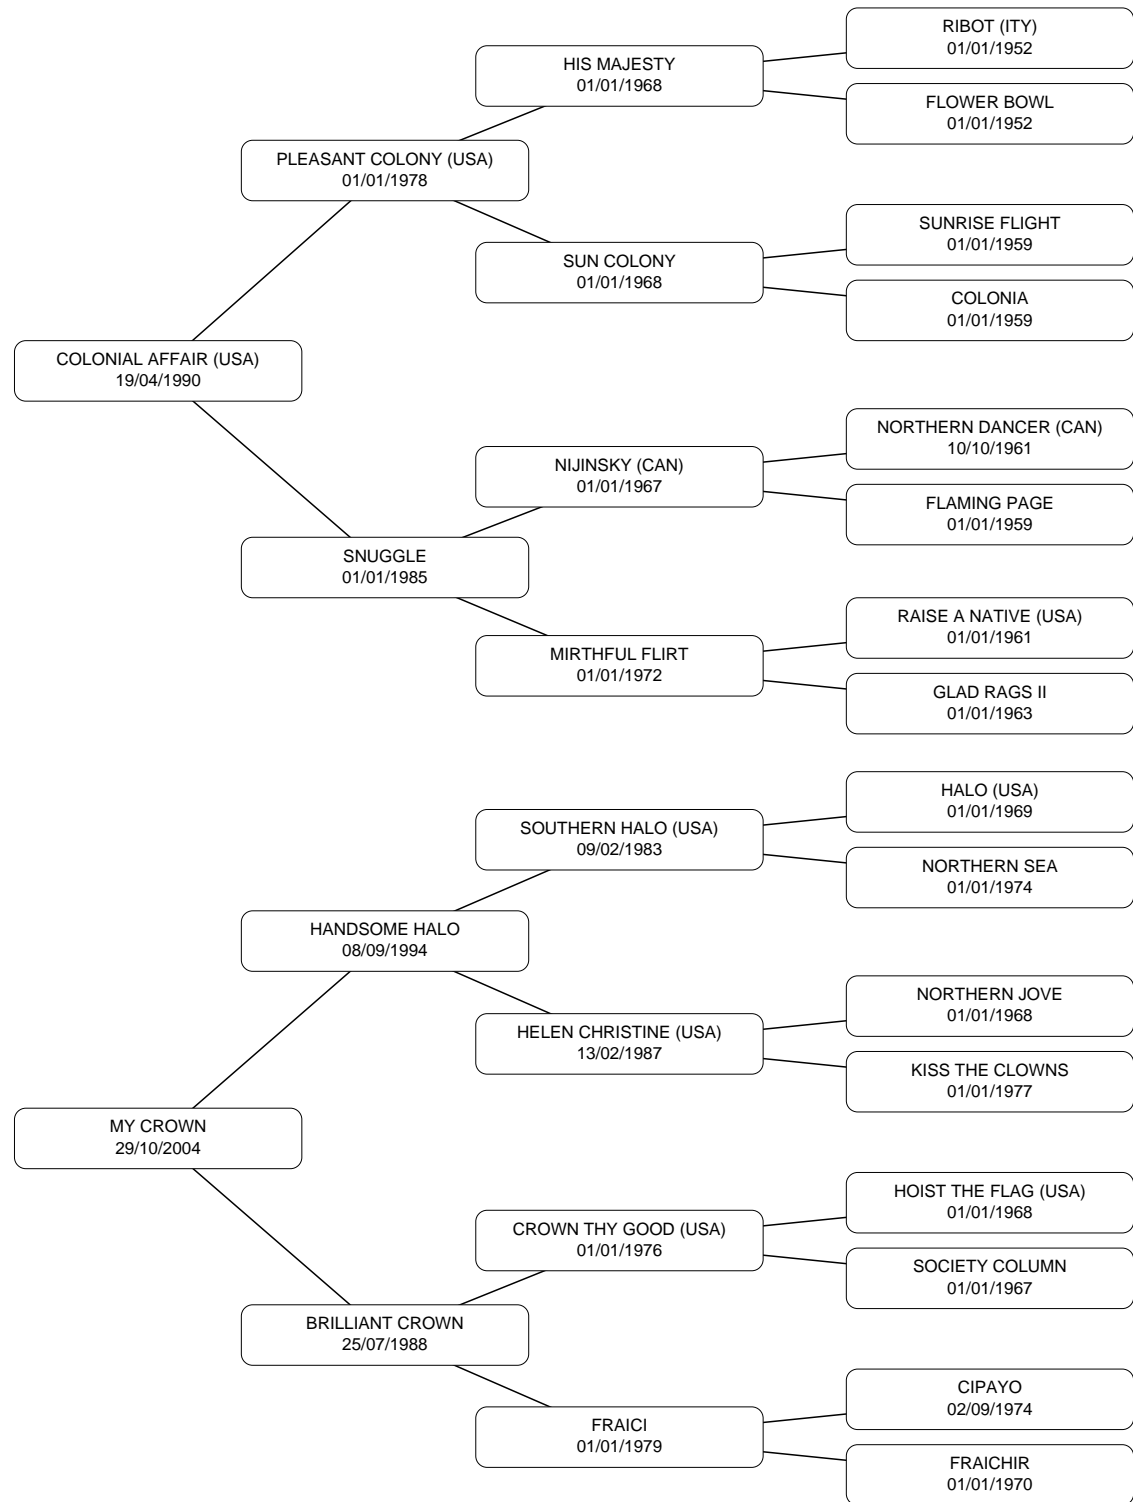 RIBOT (ITY)
01/01/1952
HIS MAJESTY
01/01/1968
FLOWER BOWL
01/01/1952
PLEASANT COLONY (USA)
01/01/1978
SUNRISE FLIGHT
01/01/1959
SUN COLONY
01/01/1968
COLONIA
01/01/1959
COLONIAL AFFAIR (USA)
19/04/1990
NORTHERN DANCER (CAN)
10/10/1961
NIJINSKY (CAN)
01/01/1967
FLAMING PAGE
01/01/1959
SNUGGLE
01/01/1985
RAISE A NATIVE (USA)
01/01/1961
MIRTHFUL FLIRT
01/01/1972
GLAD RAGS II
01/01/1963
HALO (USA)
01/01/1969
SOUTHERN HALO (USA)
09/02/1983
NORTHERN SEA
01/01/1974
HANDSOME HALO
08/09/1994
NORTHERN JOVE
01/01/1968
HELEN CHRISTINE (USA)
13/02/1987
KISS THE CLOWNS
01/01/1977
MY CROWN
29/10/2004
HOIST THE FLAG (USA)
01/01/1968
CROWN THY GOOD (USA)
01/01/1976
SOCIETY COLUMN
01/01/1967
BRILLIANT CROWN
25/07/1988
CIPAYO
02/09/1974
FRAICI
01/01/1979
FRAICHIR
01/01/1970